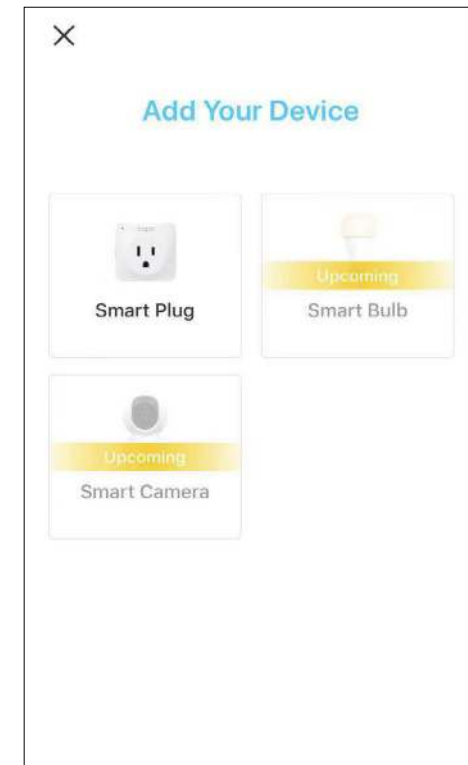 Add Your Device
Smart Plug
Upcoming
Smart Bulb
Upcoming
Smart Camera